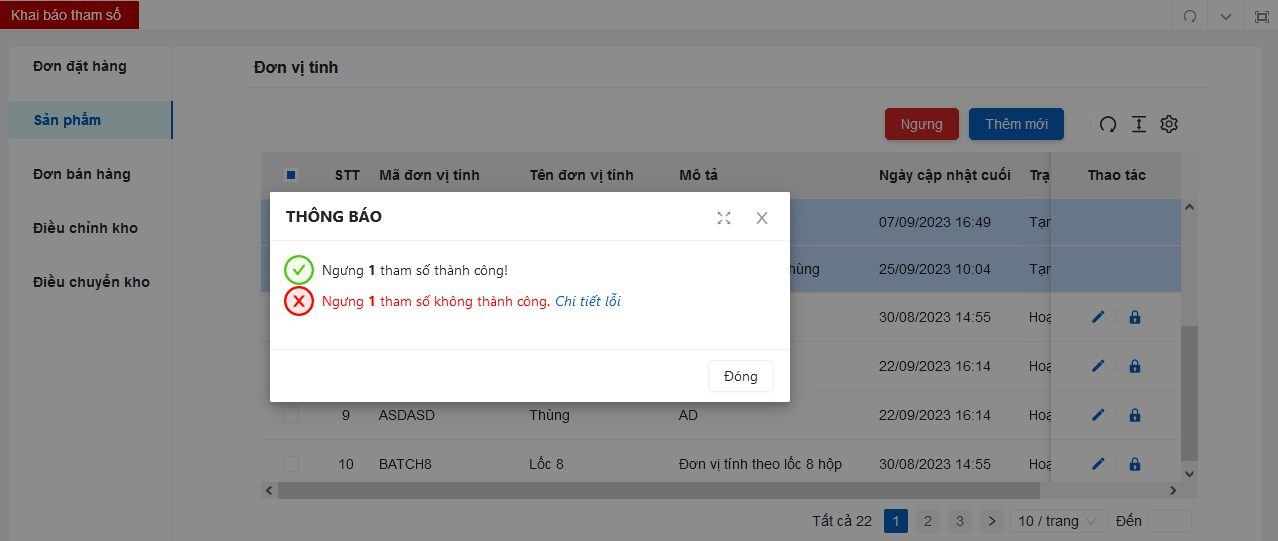 Khai báo tham số
Đơn đặt hàng
Sản phẩm
Đơn bán hàng
Điều chỉnh kho
Điều chuyển kho
Đơn vị tính
Ngưng
Thêm mới
STT Mã đơn vị tính Tên đơn vị tính Mô tả Ngày cập nhật cuối Trạ Thao tác
07/09/2023 16:49 Tạr
hùng 25/09/2023 10:04 Tạr
30/08/2023 14:55 Hoạ
22/09/2023 16:14 Hoạ
9 ASDASD Thùng AD 22/09/2023 16:14 Hoạ
10 BATCH8 Lốc 8 Đơn vị tính theo lốc 8 hộp 30/08/2023 14:55 Hoạ
THÔNG BÁO
Ngưng 1 tham số thành công!
Ngưng 1 tham số không thành công. Chi tiết lỗi
Đóng
Tất cả 22 1 2 3 10 / trang Đến